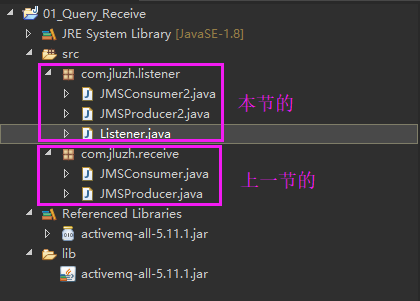 01_Query_Receive
JRE System Library [JavaSE-1.8]
src
com.jluzh.listener
JMSConsumer2.java
JMSProducer2.java
Listener.java
本节的
com.jluzh.receive
JMSConsumer.java
JMSProducer.java
上一节的
Referenced Libraries
activemq-all-5.11.1.jar
lib
activemq-all-5.11.1.jar